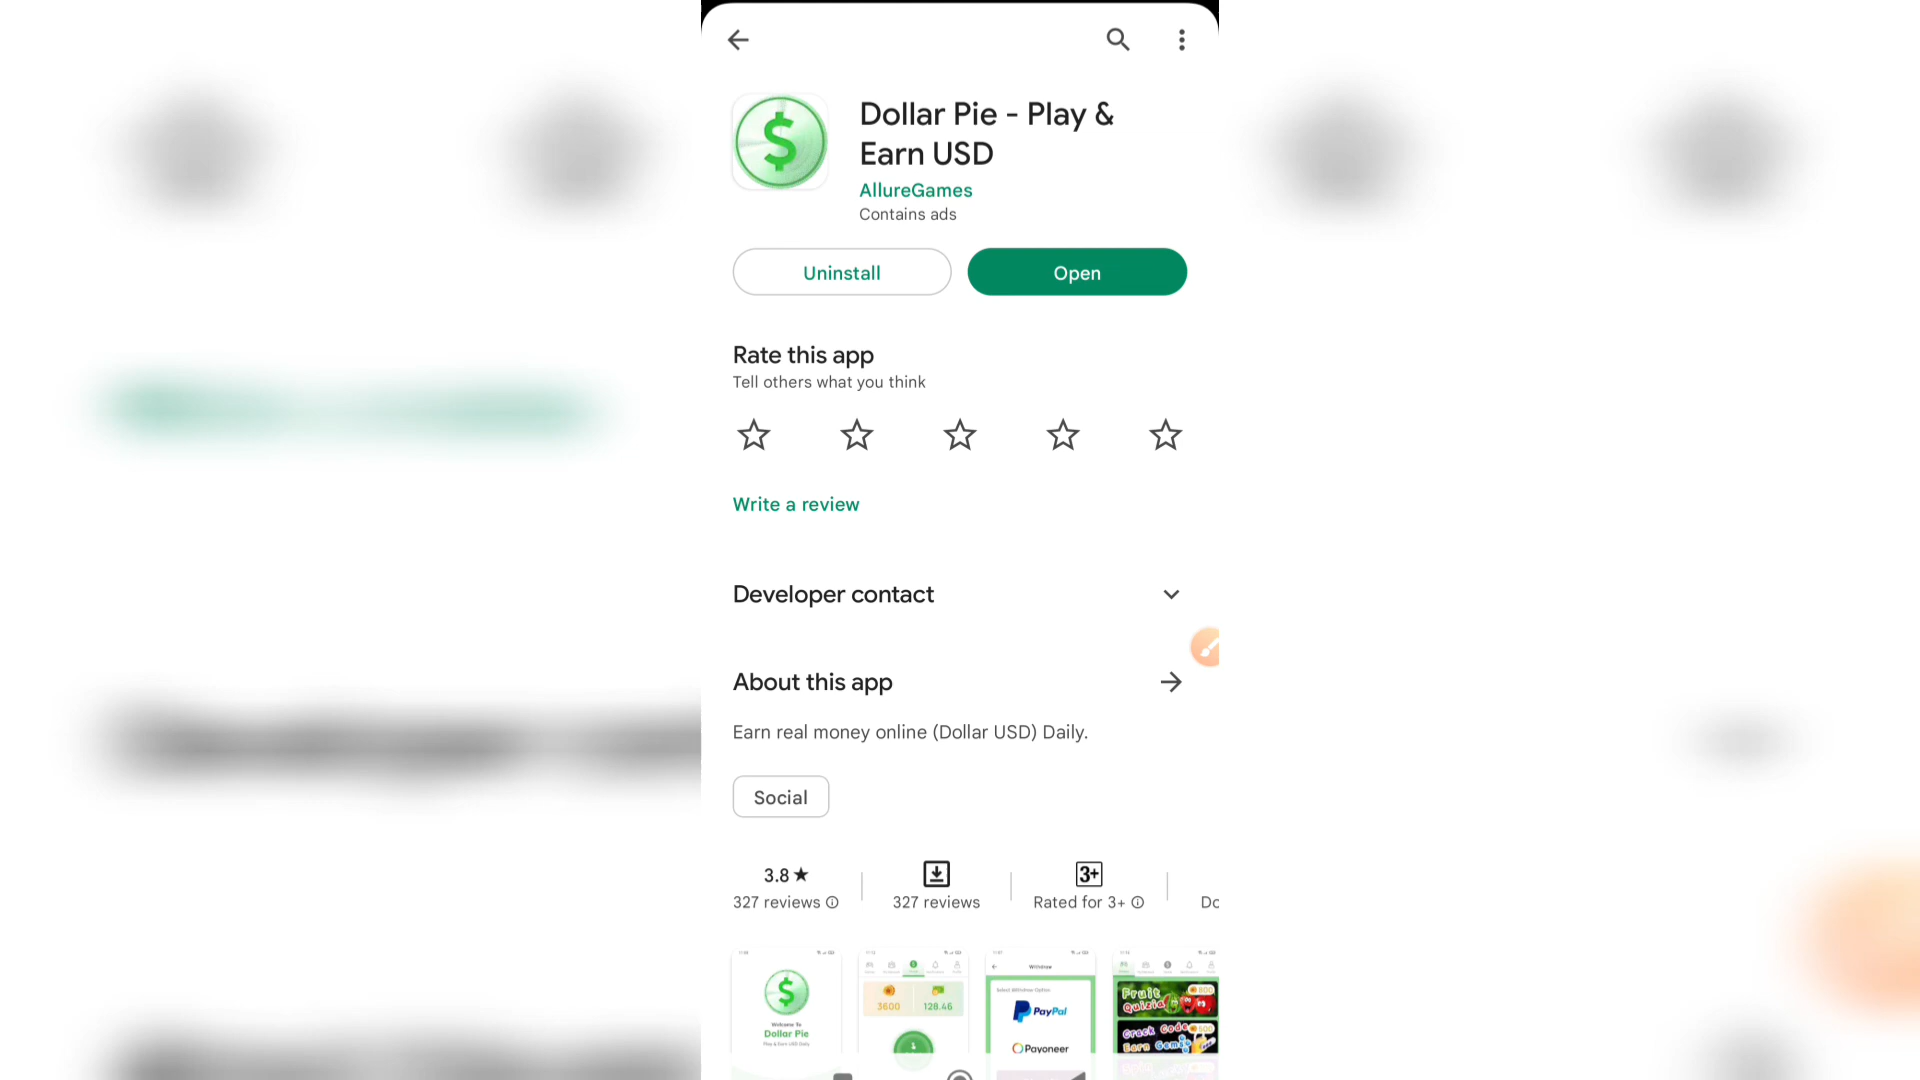 Dollar Pie - Play &
Earn USD
AllureGames
Contains ads
Uninstall
Open
Rate this app
Tell others what you think
Write a review
Developer contact
About this app
Earn real money online (Dollar USD) Daily.
Social
3.8★
3+
327 reviews
327 reviews
Rated for 3+
Do
$
Welcome To
Dollar Pie
Play & Earn USD Daily
3600
128.46
Withdraw
Select Withdraw Option
PayPal
Payoneer
Fruit
Quizia
800
Crack Code
Earn Gems